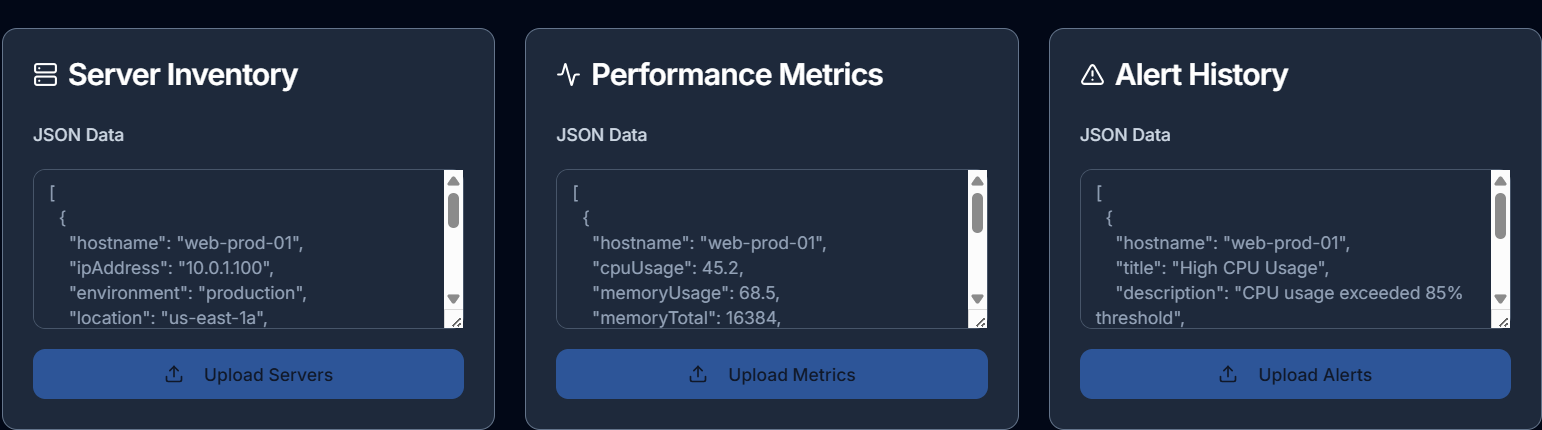 Server Inventory
JSON Data
[
{
"hostname": "web-prod-01",
"ipAddress": "10.0.1.100",
"environment": "production",
"location": "us-east-1a",
Upload Servers
Performance Metrics
JSON Data
[
{
"hostname": "web-prod-01",
"cpuUsage": 45.2,
"memoryUsage": 68.5,
"memoryTotal": 16384,
Upload Metrics
Alert History
JSON Data
[
{
"hostname": "web-prod-01",
"title": "High CPU Usage",
"description": "CPU usage exceeded 85%
threshold",
Upload Alerts